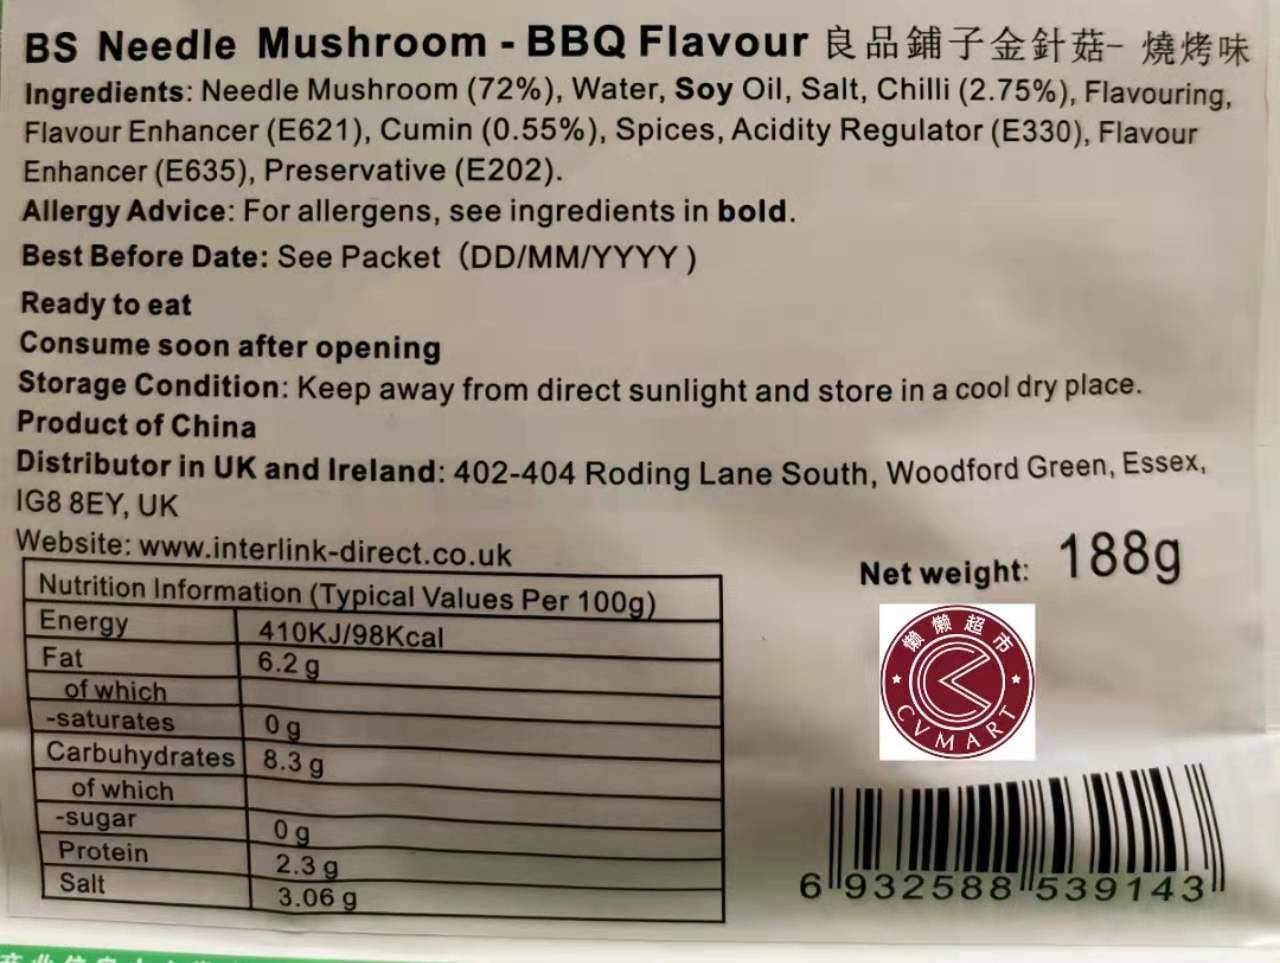 BS Needle Mushroom - BBQ Flavour 良品鋪子金針菇- 燒烤味
Ingredients: Needle Mushroom (72%), Water, Soy Oil, Salt, Chilli (2.75%), Flavouring,
Flavour Enhancer (E621), Cumin (0.55%), Spices, Acidity Regulator (E330), Flavour
Enhancer (E635), Preservative (E202).
Allergy Advice: For allergens, see ingredients in bold.
Best Before Date: See Packet (DD/MM/YYYY )
Ready to eat
Consume soon after opening
Storage Condition: Keep away from direct sunlight and store in a cool dry place.
Product of China
Distributor in UK and Ireland: 402-404 Roding Lane South, Woodford Green, Essex,
IG8 8EY, UK
Website: www.interlink-direct.co.uk
Net weight: 188g
Nutrition Information (Typical Values Per 100g)
Energy 410KJ/98Kcal
Fat 6.2 g
of which
-saturates 0 g
Carbuhydrates 8.3 g
of which
-sugar 0 g
Protein 2.3 g
Salt 3.06 g
懒懒超市
CVMART
6 932588 539143